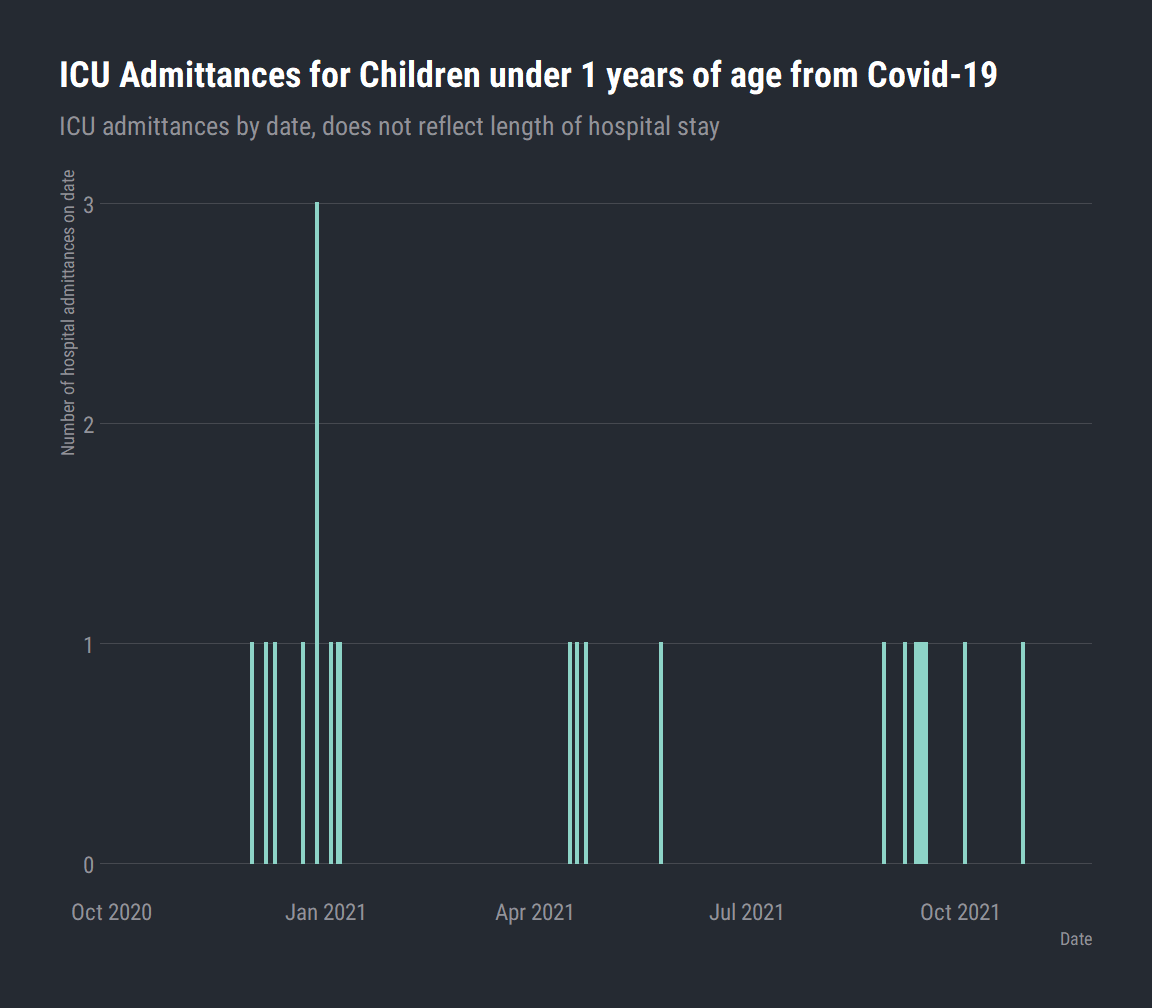 ICU Admittances for Children under 1 years of age from Covid-19
ICU admittances by date, does not reflect length of hospital stay
Number of hospital admittances on date
3
2
1
0
Oct 2020
Jan 2021
Apr 2021
Jul 2021
Oct 2021
Date